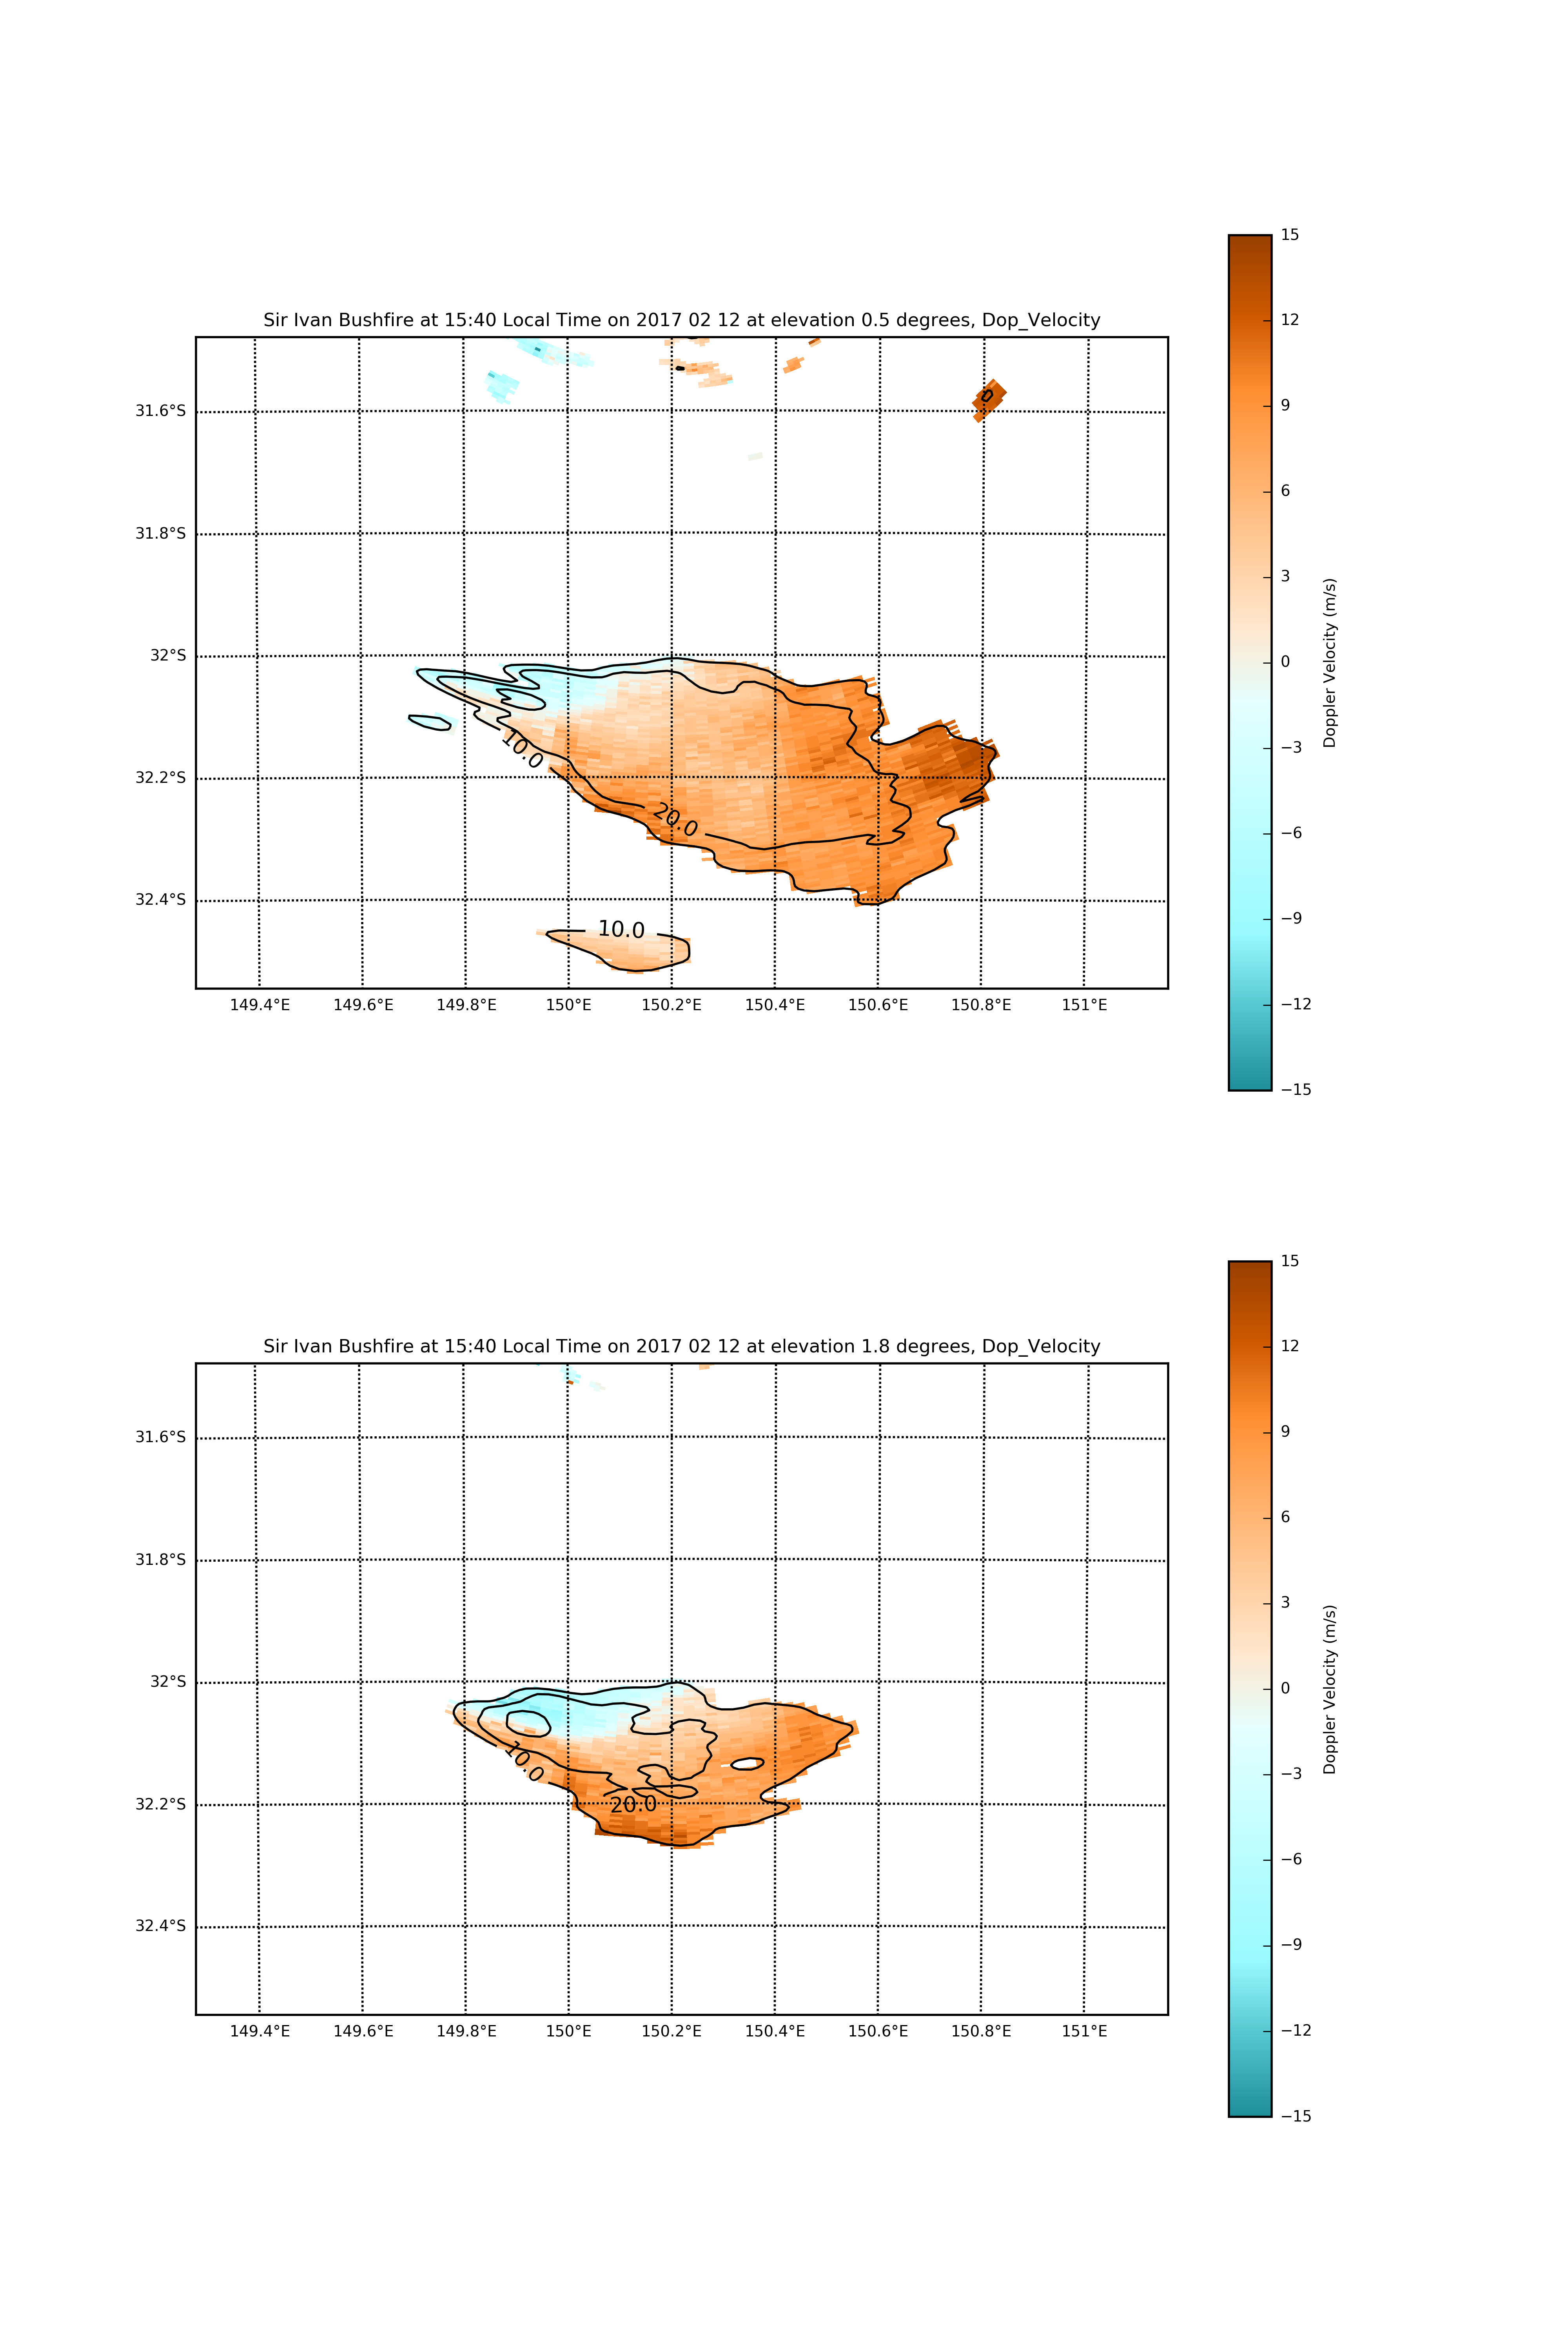 Sir Ivan Bushfire at 15:40 Local Time on 2017 02 12 at elevation 0.5 degrees, Dop_Velocity
31.6°S
31.8°S
32°S
32.2°S
32.4°S
10.0
20.0
10.0
149.4°E 149.6°E 149.8°E 150°E 150.2°E 150.4°E 150.6°E 150.8°E 151°E
15
12
9
6
3
0
−3
−6
−9
−12
−15
Doppler Velocity (m/s)
Sir Ivan Bushfire at 15:40 Local Time on 2017 02 12 at elevation 1.8 degrees, Dop_Velocity
31.6°S
31.8°S
32°S
32.2°S
32.4°S
10.0
20.0
149.4°E 149.6°E 149.8°E 150°E 150.2°E 150.4°E 150.6°E 150.8°E 151°E
15
12
9
6
3
0
−3
−6
−9
−12
−15
Doppler Velocity (m/s)